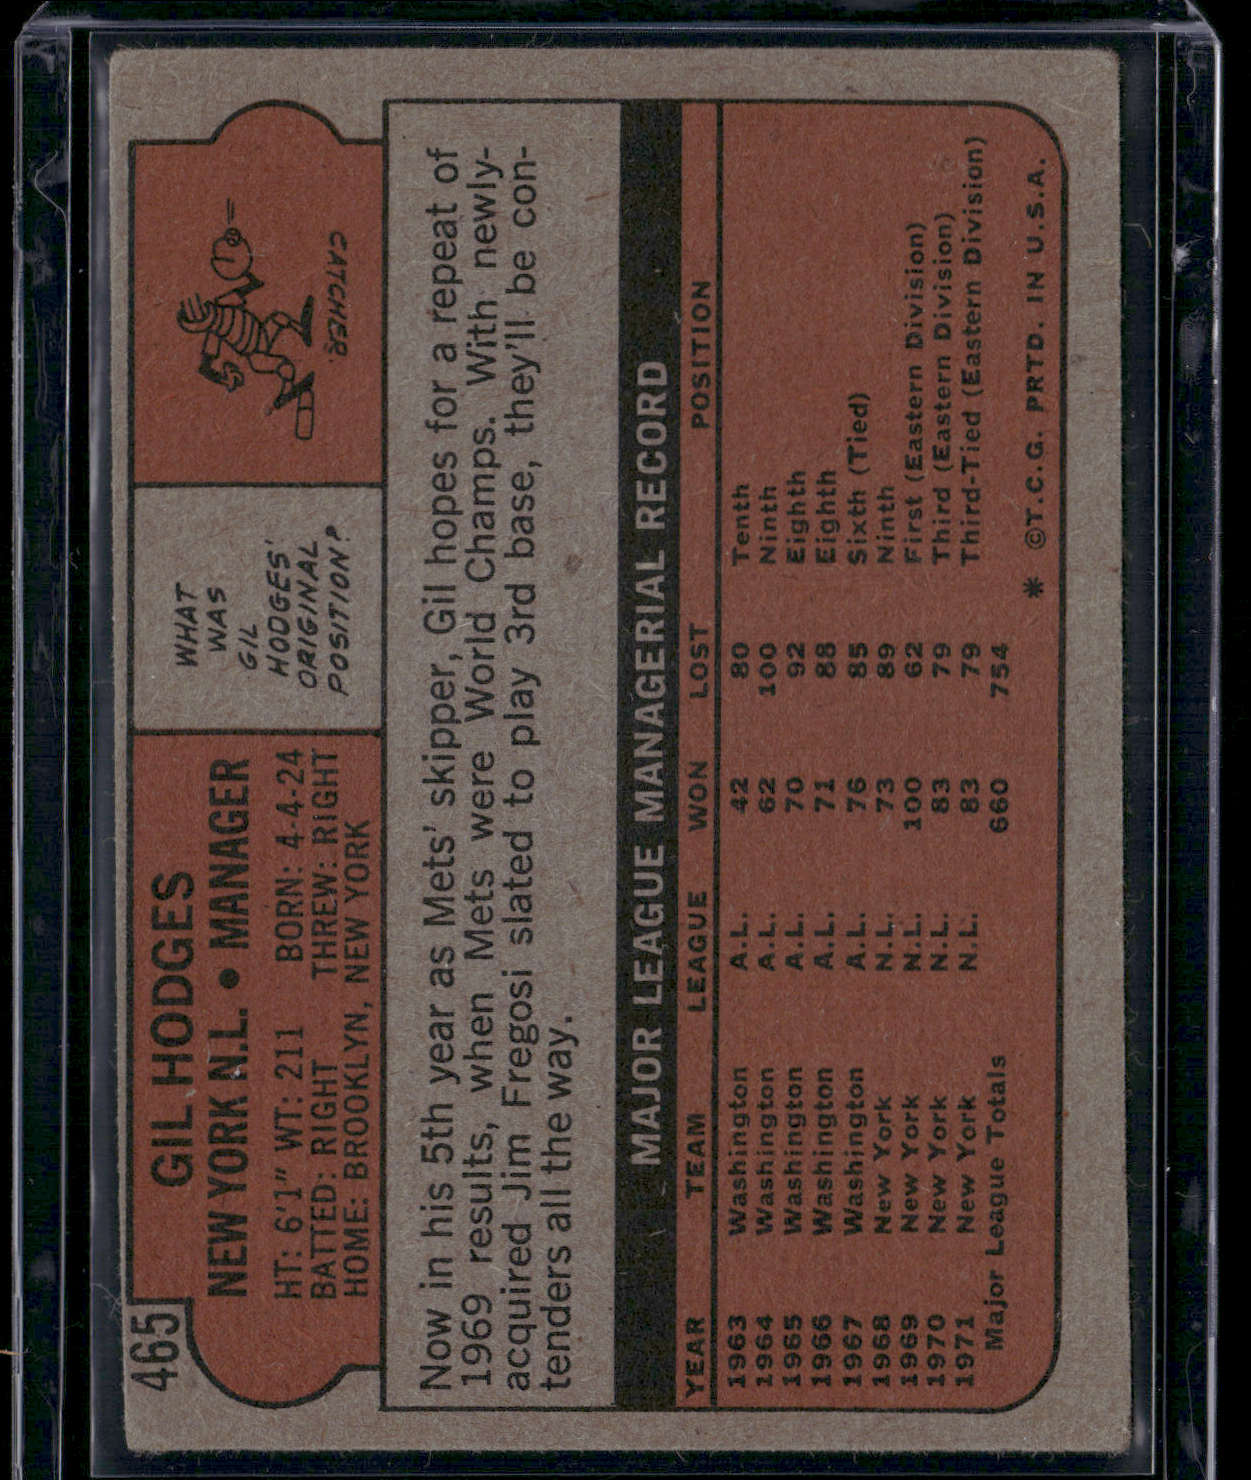 465
GIL HODGES
NEW YORK N.L. • MANAGER
HT: 6'1" WT: 211 BORN: 4-4-24
BATTED: RIGHT THREW: RIGHT
HOME: BROOKLYN, NEW YORK
WHAT
WAS
GIL
HODGES'
ORIGINAL
POSITION?
CATCHER.
Now in his 5th year as Mets' skipper, Gil hopes for a repeat of
1969 results, when Mets were World Champs. With newly-
acquired Jim Fregosi slated to play 3rd base, they'll be con-
tenders all the way.
MAJOR LEAGUE MANAGERIAL RECORD
YEAR TEAM LEAGUE WON LOST POSITION
1963 Washington A.L. 42 80 Tenth
1964 Washington A.L. 62 100 Ninth
1965 Washington A.L. 70 92 Eighth
1966 Washington A.L. 71 88 Eighth
1967 Washington A.L. 76 85 Sixth (Tied)
1968 New York N.L. 73 89 Ninth
1969 New York N.L. 100 62 First (Eastern Division)
1970 New York N.L. 83 79 Third (Eastern Division)
1971 New York N.L. 83 79 Third-Tied (Eastern Division)
Major League Totals 660 754
* ©T.C.G. PRTD. IN U.S.A.